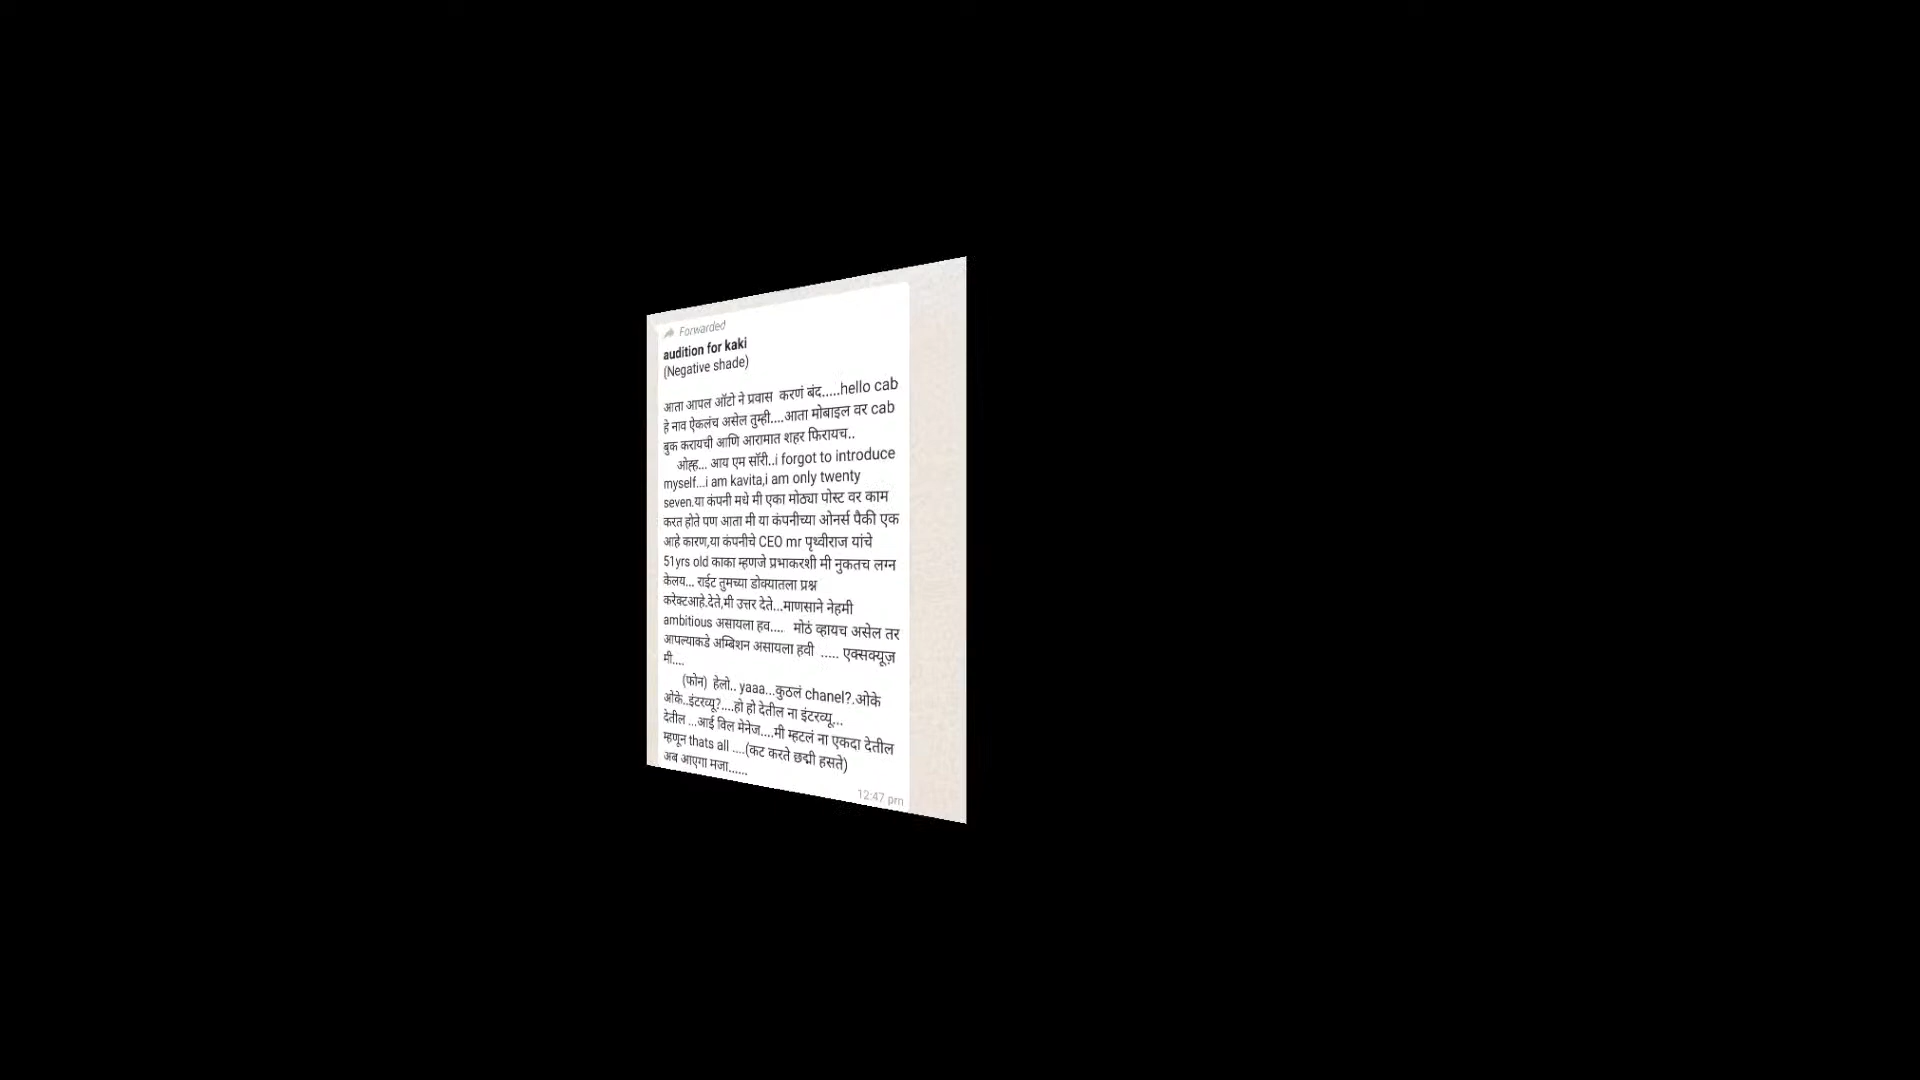 Forwarded
audition for kaki
(Negative shade)
आता आपल ऑटो ने प्रवास करणं बंद.....hello cab
हे नाव ऐकलंच असेल तुम्ही....आता मोबाइल वर cab
बुक करायची आणि आरामात शहर फिरायच..
ओह्ह... आय एम सॉरी..i forgot to introduce
myself...i am kavita,i am only twenty
seven.या कंपनी मधे मी एका मोठ्या पोस्ट वर काम
करत होते पण आता मी या कंपनीच्या ओनर्स पैकी एक
आहे कारण,या कंपनीचे CEO mr पृथ्वीराज यांचे
51yrs old काका म्हणजे प्रभाकरशी मी नुकतच लग्न
केलय... राईट तुमच्या डोक्यातला प्रश्न
करेक्टआहे.देते,मी उत्तर देते...माणसाने नेहमी
ambitious असायला हव.... मोठं व्हायच असेल तर
आपल्याकडे अम्बिशन असायला हवी ..... एक्सक्यूज़
मी....
(फोन) हेलो.. yaaa...कुठलं chanel?.ओके
ओके..इंटरव्यू?....हो हो देतील ना इंटरव्यू...
देतील ...आई विल मेनेज....मी म्हटलं ना एकदा देतील
म्हणून thats all ....(कट करते छद्मी हसते)
अब आएगा मजा......
12:47 pm